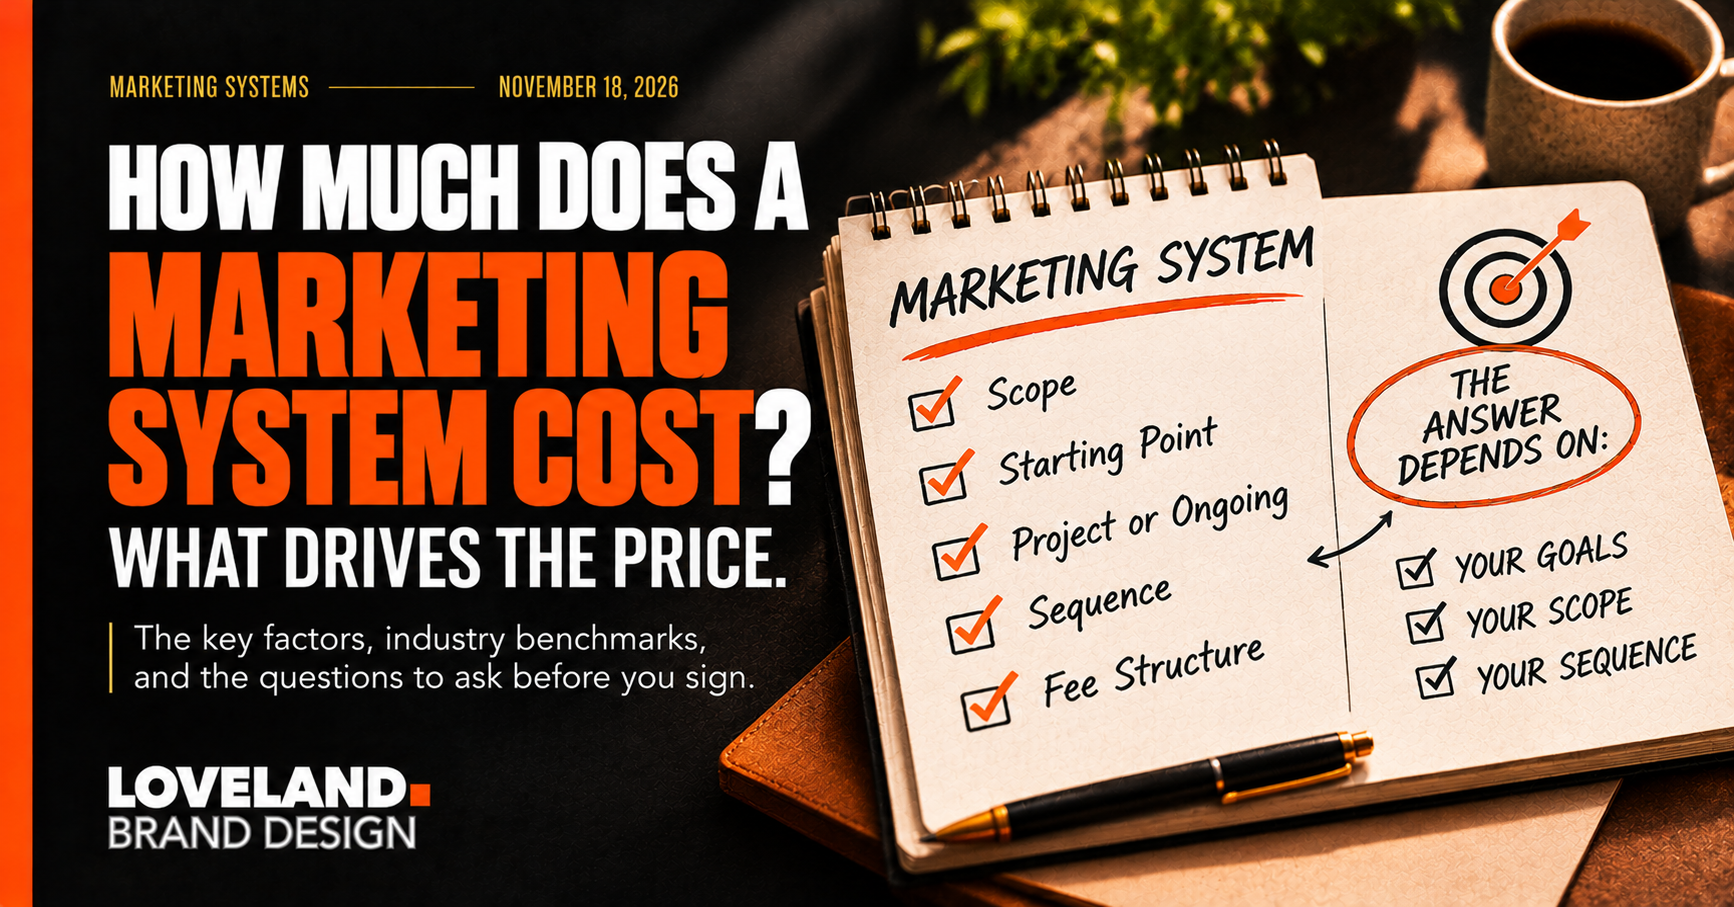 MARKETING SYSTEMS
NOVEMBER 18, 2026
HOW MUCH DOES A
MARKETING
SYSTEM COST?
WHAT DRIVES THE PRICE.
The key factors, industry benchmarks,
and the questions to ask before you sign.
LOVELAND
BRAND DESIGN
MARKETING SYSTEM
Scope
Starting Point
Project or Ongoing
Sequence
Fee Structure
THE
ANSWER
DEPENDS ON:
YOUR GOALS
YOUR SCOPE
YOUR SEQUENCE